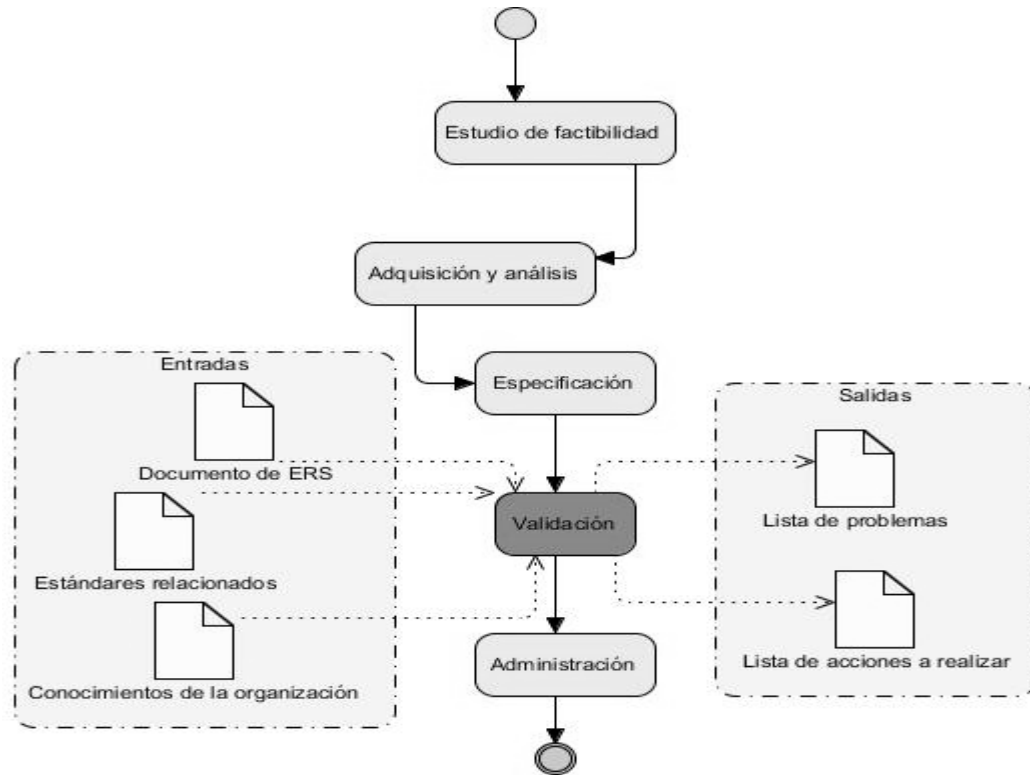 Estudio de factibilidad
Adquisición y análisis
Especificación
Entradas
Documento de ERS
Estándares relacionados
Conocimientos de la organización
Validación
Salidas
Lista de problemas
Lista de acciones a realizar
Administración